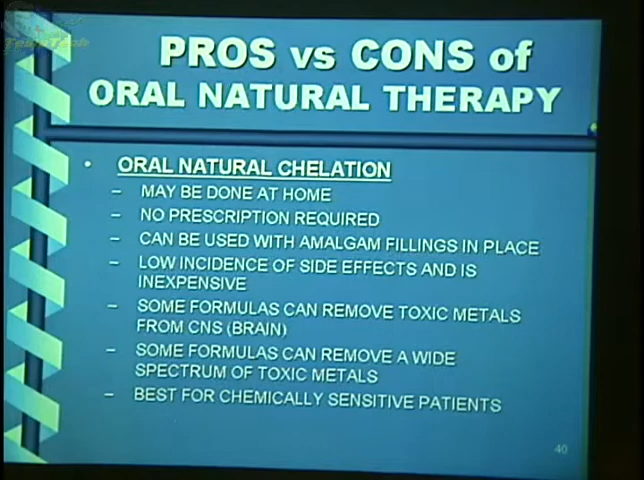 PROS vs CONS of
ORAL NATURAL THERAPY
• ORAL NATURAL CHELATION
– MAY BE DONE AT HOME
– NO PRESCRIPTION REQUIRED
– CAN BE USED WITH AMALGAM FILLINGS IN PLACE
– LOW INCIDENCE OF SIDE EFFECTS AND IS
INEXPENSIVE
– SOME FORMULAS CAN REMOVE TOXIC METALS
FROM CNS (BRAIN)
– SOME FORMULAS CAN REMOVE A WIDE
SPECTRUM OF TOXIC METALS
– BEST FOR CHEMICALLY SENSITIVE PATIENTS
40